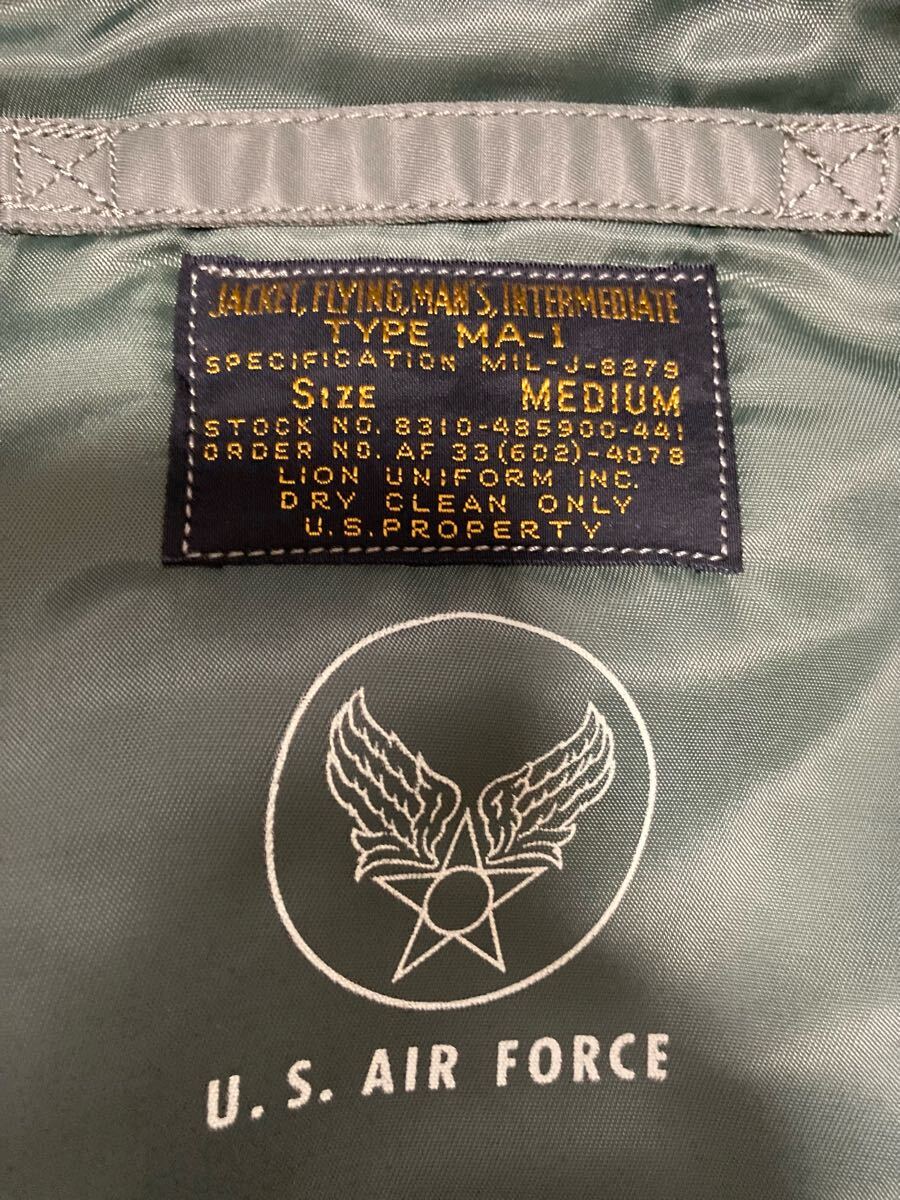 JACKET, FLYING, MAN'S, INTERMEDIATE
TYPE MA-1
SPECIFICATION MIL-J-8279
SIZE MEDIUM
STOCK NO. 8310-485900-441
ORDER NO. AF 33(602)-4078
LION UNIFORM INC.
DRY CLEAN ONLY
U.S. PROPERTY
U. S. AIR FORCE